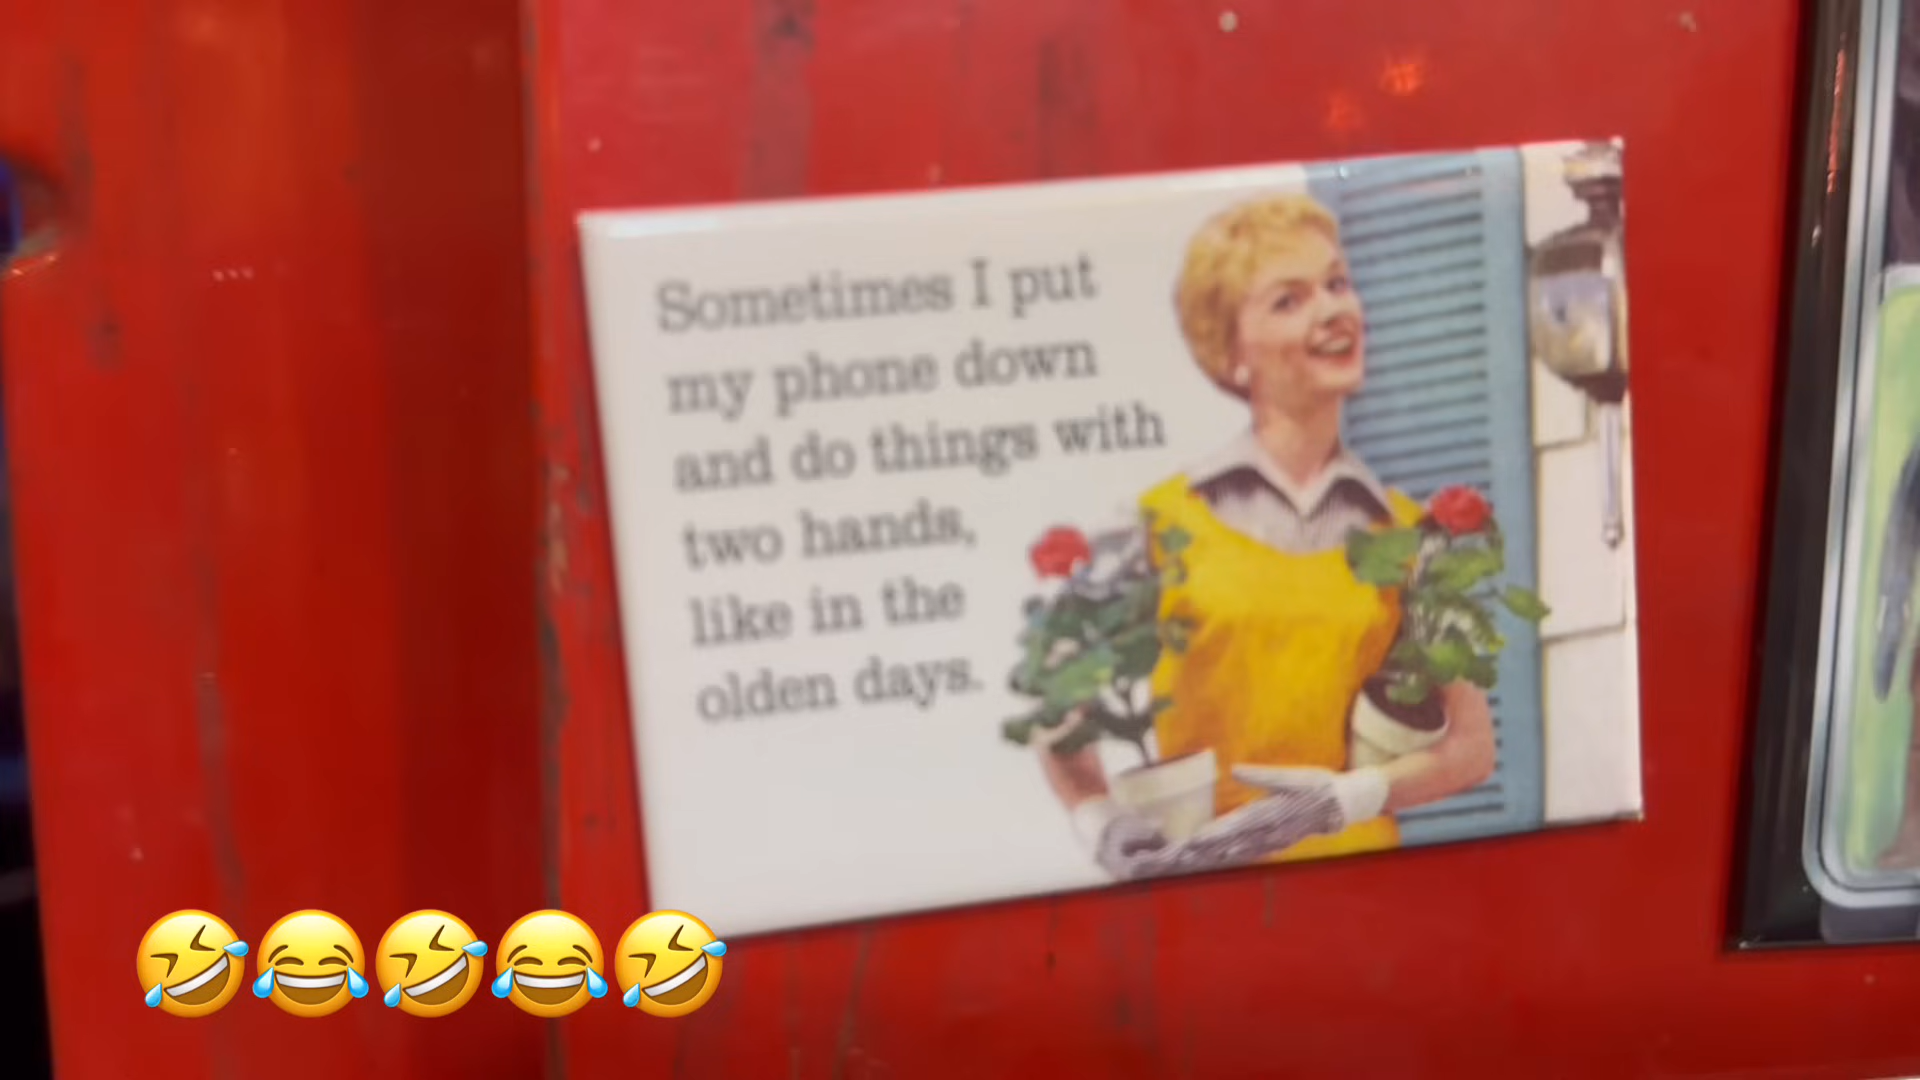 Sometimes I put
my phone down
and do things with
two hands,
like in the
olden days.